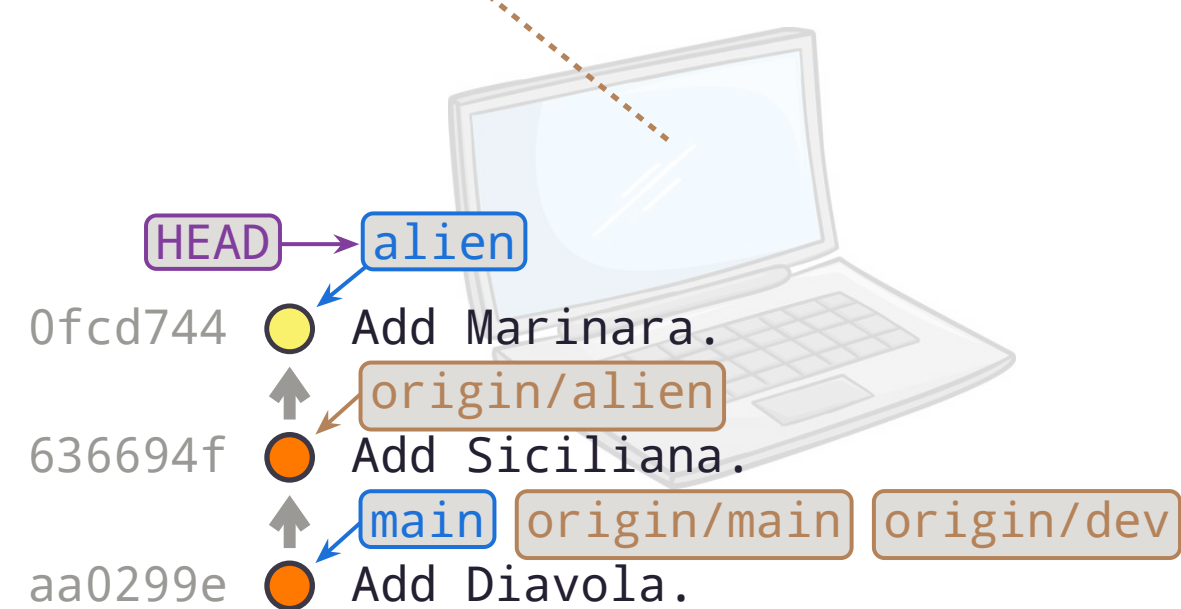 HEAD alien
0fcd744 Add Marinara.
origin/alien
636694f Add Siciliana.
main origin/main origin/dev
aa0299e Add Diavola.